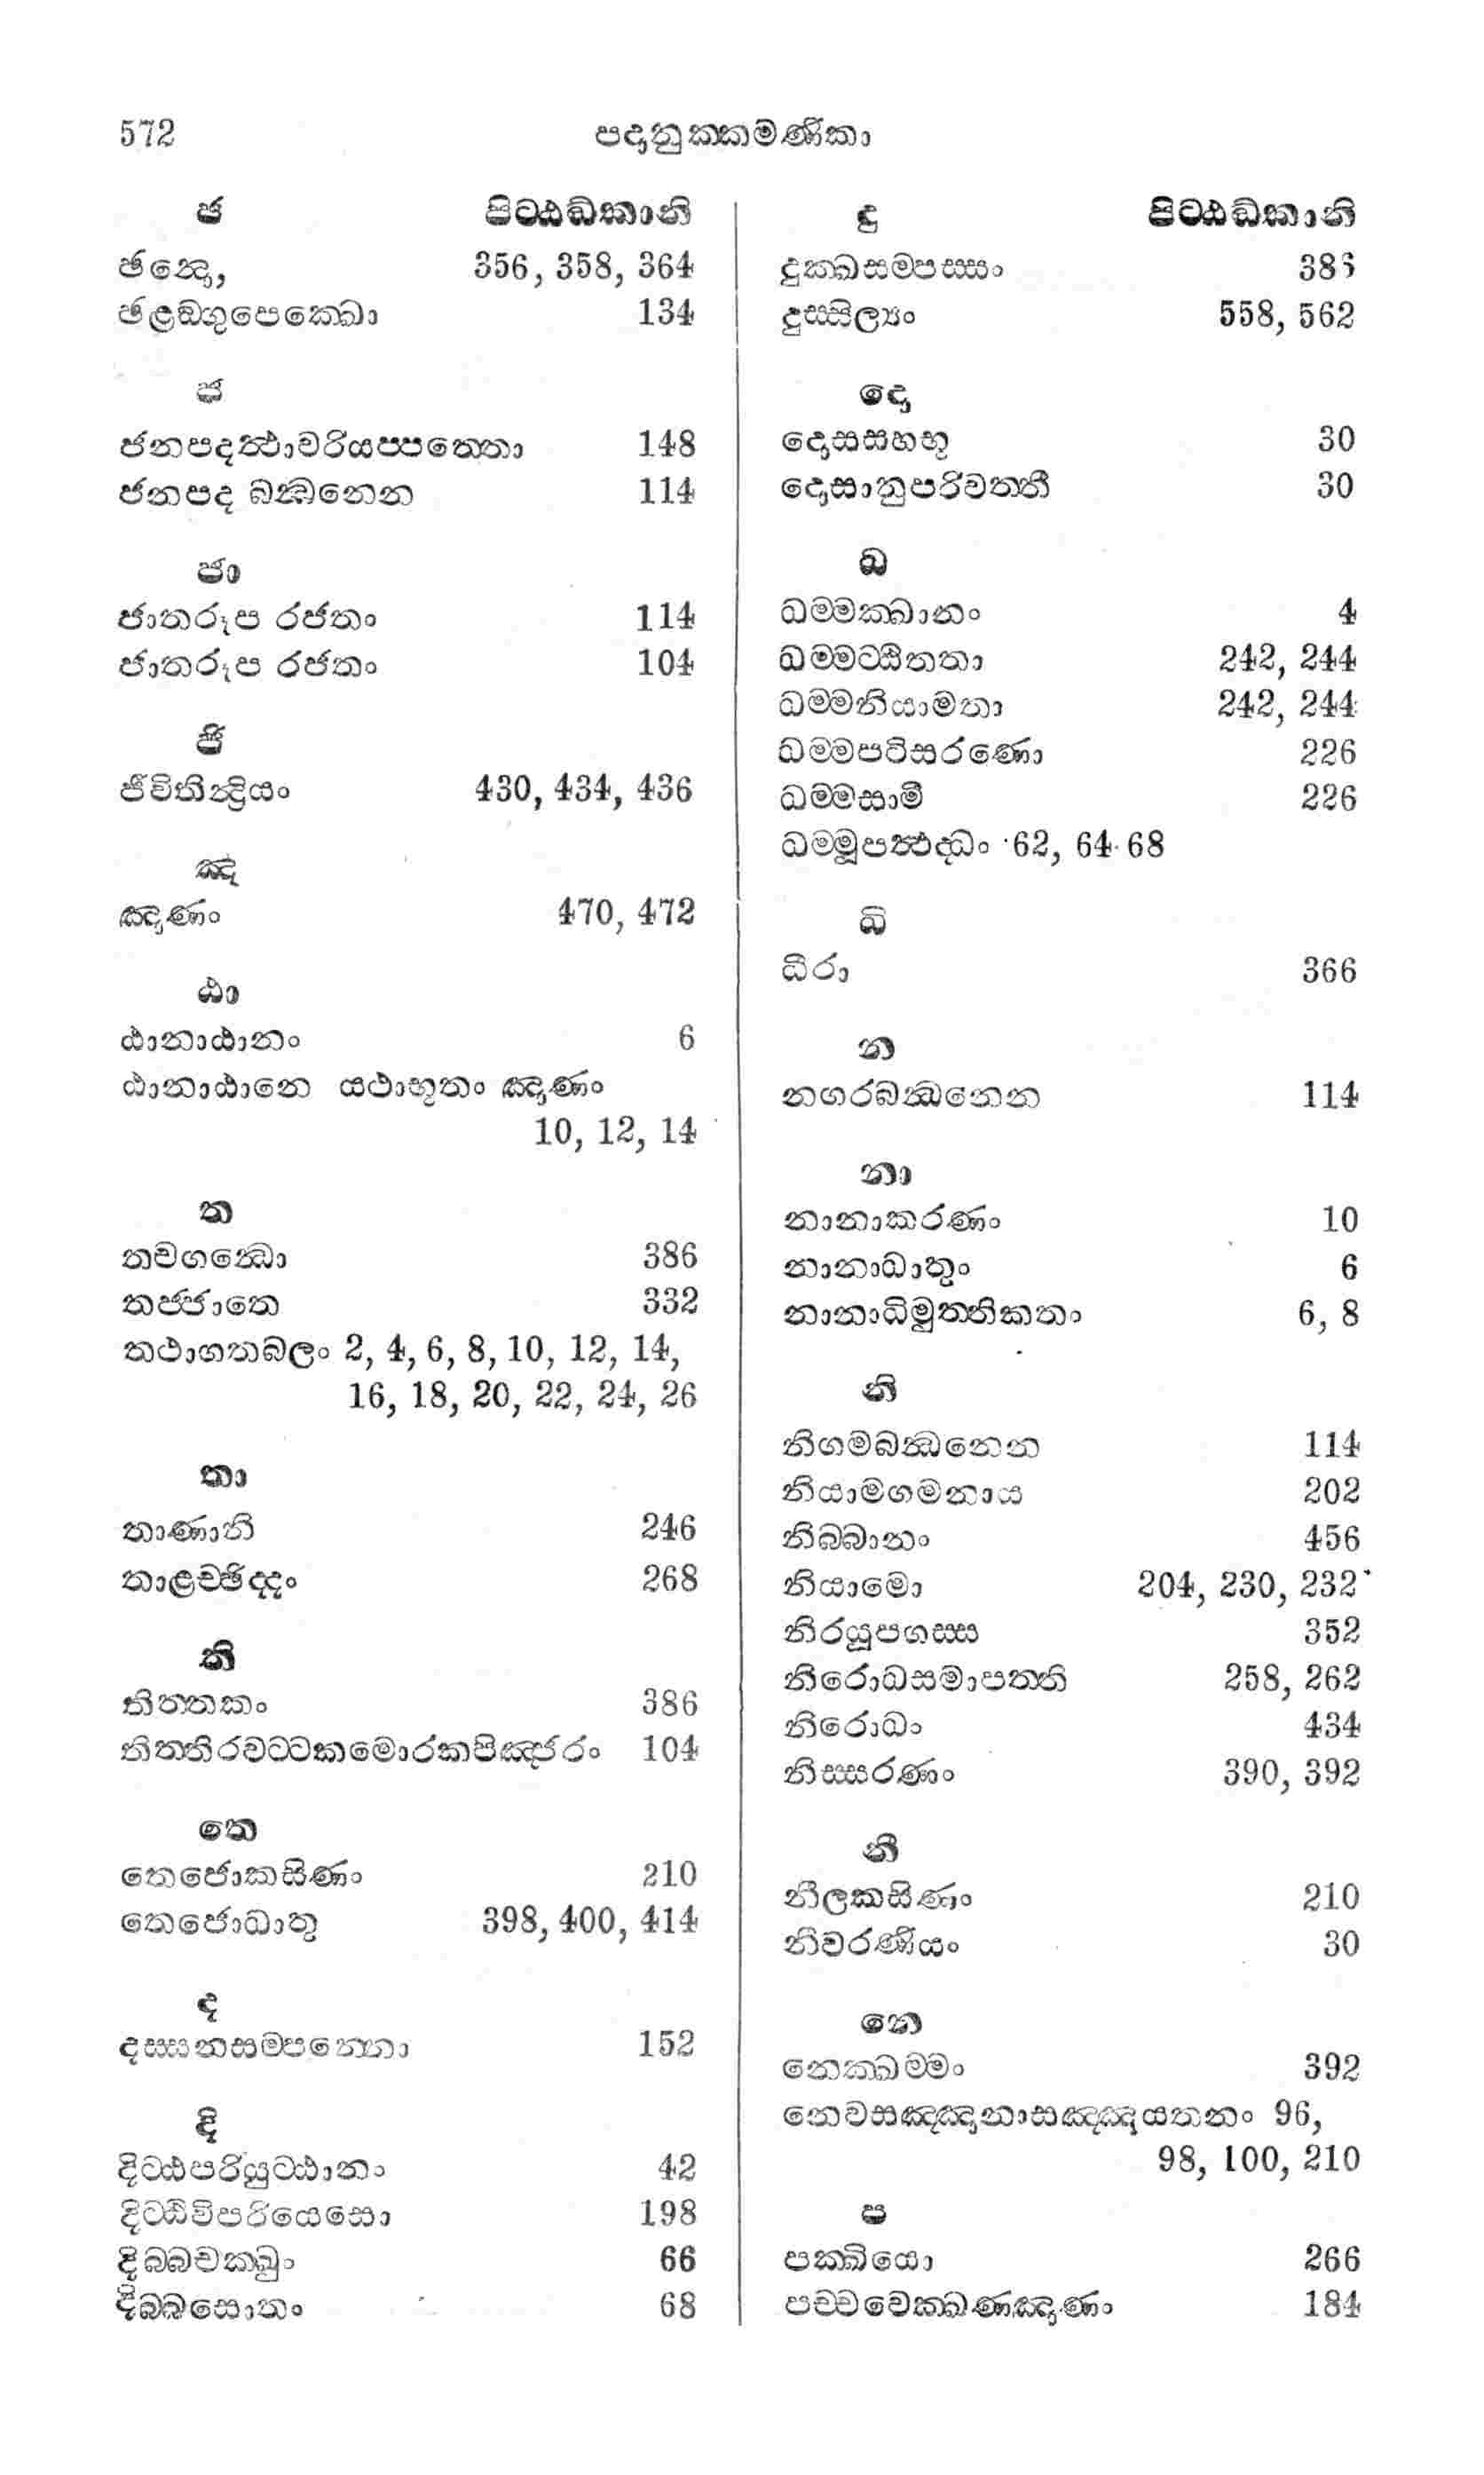 572 පදානුක්කමණිකා
ඡ පිට්ඨඞ්කානි
ඡන්දා, 356, 358, 364
ඡළඞ්ගුපෙක්ඛො 134
ජ
ජනපදත්ථාවරියප්පත්තො 148
ජනපද බන්ධනෙන 114
ජා
ජාතරූප රජතං 114
ජාතරූප රජතං 104
ජී
ජීවිතින්ද්‍රියං 430, 434, 436
ඤ
ඤාණං 470, 472
ඨා
ඨානාඨානං 6
ඨානාඨානෙ යථාභූතං ඤාණං
10, 12, 14
ත
තචගන්ධො 386
තජ්ජාතෙ 332
තථාගතබලං 2, 4, 6, 8, 10, 12, 14,
16, 18, 20, 22, 24, 26
තා
තාණානි 246
තාළච්ඡිද්දං 268
ති
තිත්තකං 386
තිත්තිරවට්ටකමොරකපිඤ්ජරං 104
තෙ
තෙජොකසිණං 210
තෙජොධාතු 398, 400, 414
ද
දස්සනසම්පන්නො 152
දි
දිට්ඨපරියුට්ඨානං 42
දිට්ඨිවිපරියෙසො 198
දිබ්බචක්ඛුං 66
දිබ්බසොතං 68
දු පිට්ඨඞ්කානි
දුක්ඛසම්පස්සං
දුස්සිල්‍යං 558, 562
දො
දොසසහභූ 30
දොසානුපරිවත්තී 30
ධ
ධම්මක්ඛානං 4
ධම්මට්ඨිතතා 242, 244
ධම්මනියාමතා 242, 244
ධම්මපටිසරණො 226
ධම්මසාමී 226
ධම්මූපත්ථද්ධං 62, 64 68
ධි
ධීරා 366
න
නගරබන්ධනෙන 114
නා
නානාකරණං 10
නානාධාතුං 6
නානාධිමුත්තිකතං 6, 8
නි
නිගමබන්ධනෙන 114
නියාමගමනාය 202
නිබ්බානං 456
නියාමො 204, 230, 232
නිරයූපගස්ස 352
නිරොධසමාපත්ති 258, 262
නිරොධං 434
නිස්සරණං 390, 392
නී
නීලකසිණං 210
නීවරණියං 30
නෙ
නෙක්ඛම්මං 392
නෙවසඤ්ඤානාසඤ්ඤායතනං 96,
98, 100, 210
ප
පක්ඛියො 266
පච්චවෙක්ඛණඤාණං 184